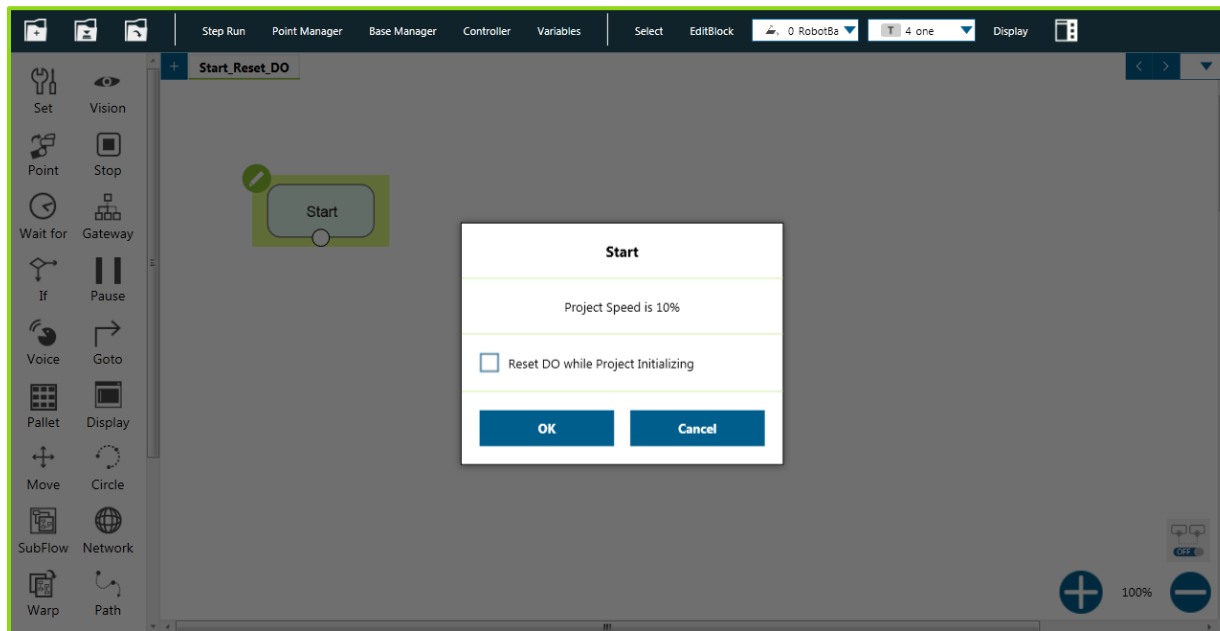 Step Run Point Manager Base Manager Controller Variables Select EditBlock 0 RobotBa T 4 one Display
Start_Reset_DO
Set Vision
Point Stop
Wait for Gateway
If Pause
Voice Goto
Pallet Display
Move Circle
SubFlow Network
Warp Path
Start
Start
Project Speed is 10%
Reset DO while Project Initializing
OK Cancel
OFF
100%